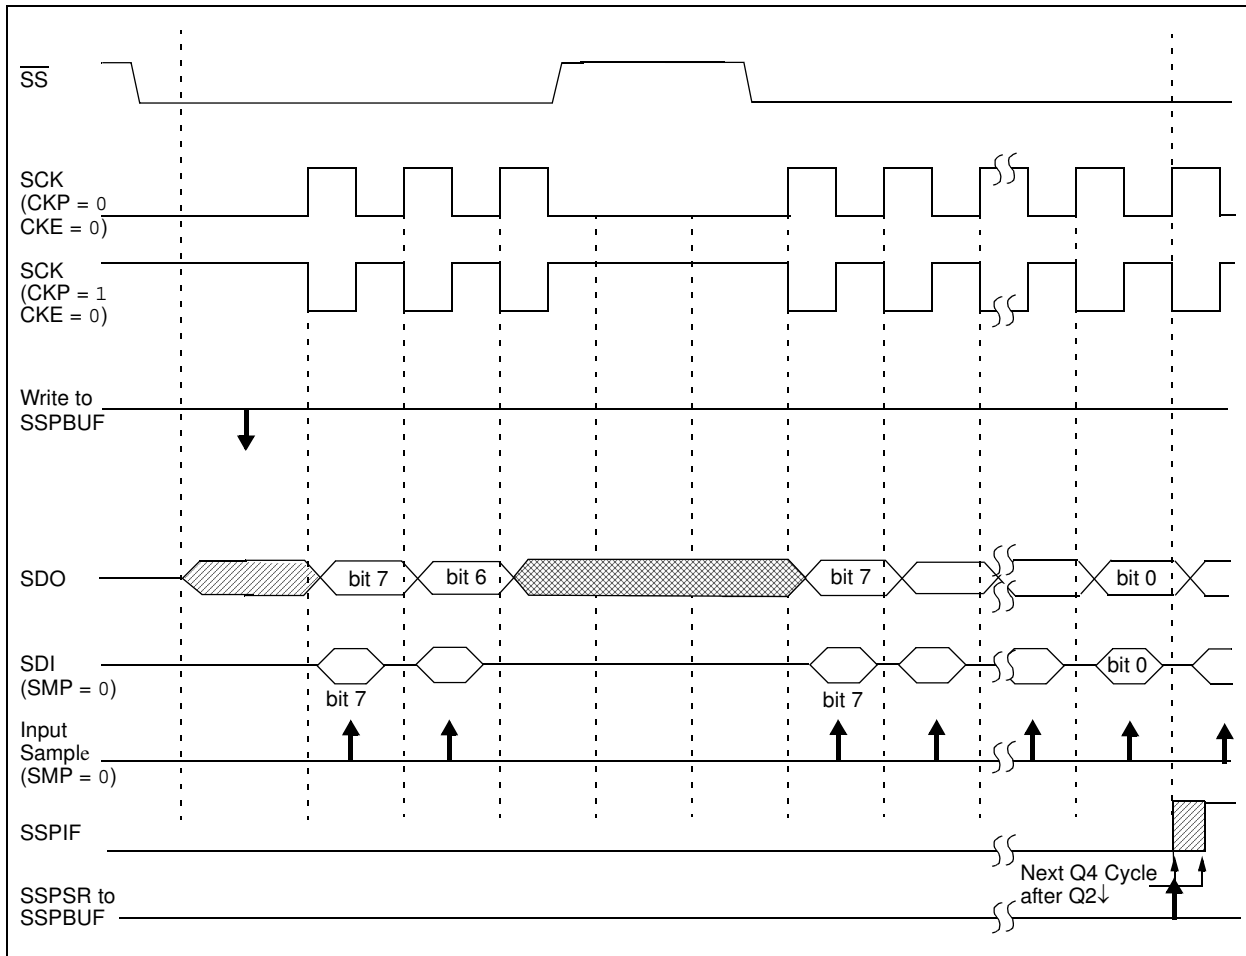 SS
SCK
(CKP = 0
CKE = 0)
SCK
(CKP = 1
CKE = 0)
Write to
SSPBUF
SDO
bit 7
bit 6
bit 7
bit 0
SDI
(SMP = 0)
bit 7
bit 7
bit 0
Input
Sample
(SMP = 0)
SSPIF
Next Q4 Cycle
after Q2↓
SSPSR to
SSPBUF